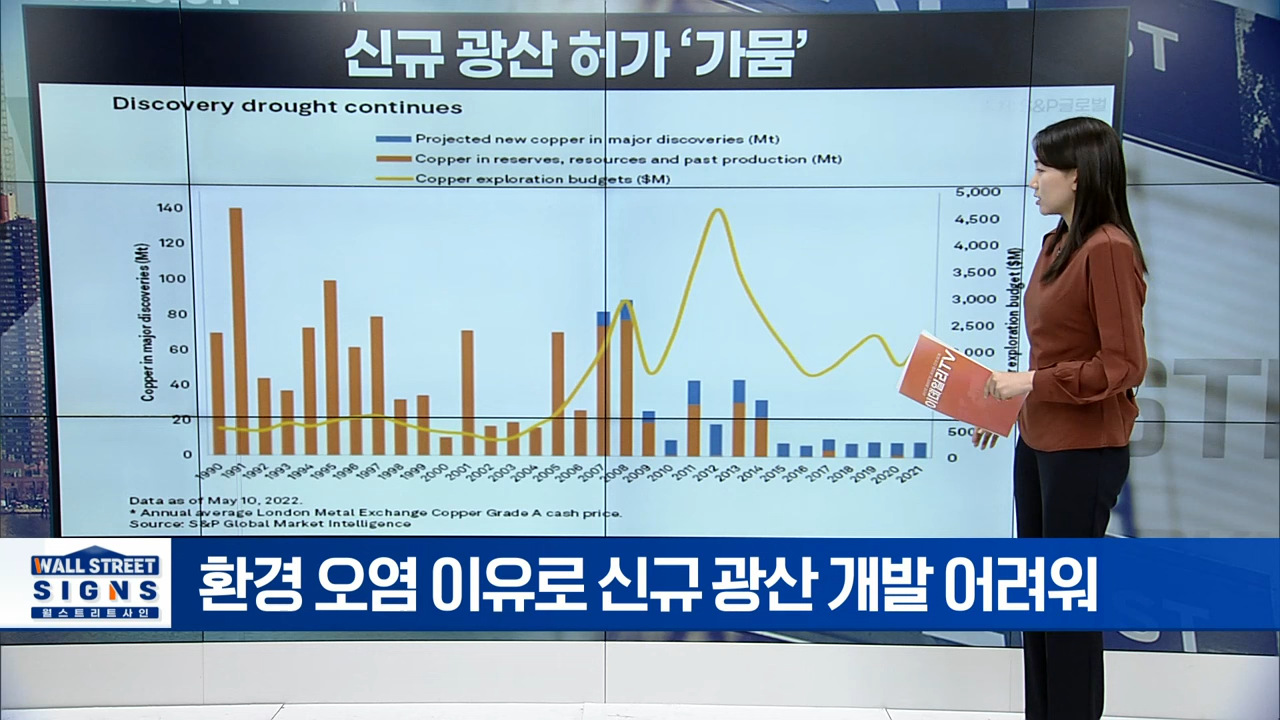 신규 광산 허가 ‘가뭄’
S&P글로벌
Discovery drought continues
Projected new copper in major discoveries (Mt)
Copper in reserves, resources and past production (Mt)
Copper exploration budgets ($M)
Copper in major discoveries (Mt)
140
120
100
80
60
40
20
0
5,000
4,500
4,000
3,500
3,000
2,500
000
500
0
exploration budget ($M)
1990 1991 1992 1993 1994 1995 1996 1997 1998 1999 2000 2001 2002 2003 2004 2005 2006 2007 2008 2009 2010 2011 2012 2013 2014 2015 2016 2017 2018 2019 2020 2021
Data as of May 10, 2022.
* Annual average London Metal Exchange Copper Grade A cash price.
Source: S&P Global Market Intelligence
이데일리TV
WALL STREET
SIGNS
월스트리트사인
환경 오염 이유로 신규 광산 개발 어려워